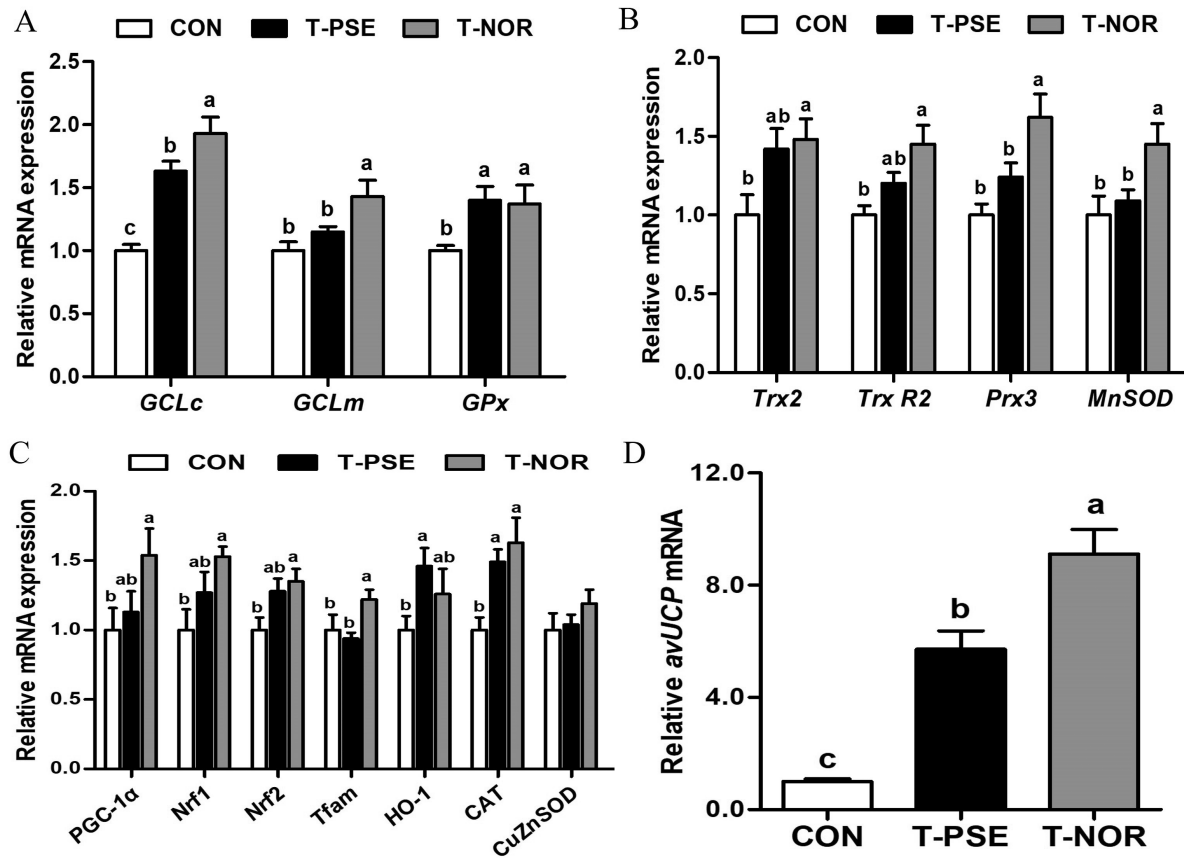 A
CON T-PSE T-NOR
Relative mRNA expression
2.5
2.0
1.5
1.0
0.5
0.0
c b a
b b a
b a a
GCLc GCLm GPx
B
CON T-PSE T-NOR
Relative mRNA expression
2.0
1.5
1.0
0.5
0.0
b ab a
b ab a
b b a
b b a
Trx2 Trx R2 Prx3 MnSOD
C
CON T-PSE T-NOR
Relative mRNA expression
2.0
1.5
1.0
0.5
0.0
b ab a
b ab a
b ab a
b b a
b a ab
b a a
PGC-1α Nrf1 Nrf2 Tfam HO-1 CAT CuZnSOD
D
Relative avUCP mRNA
12.0
8.0
4.0
0.0
c b a
CON T-PSE T-NOR